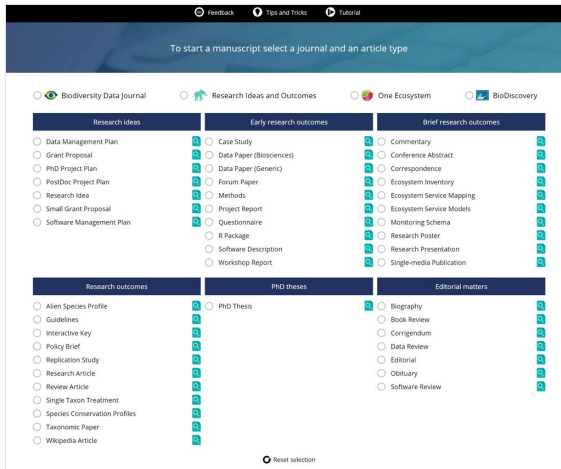 Feedback Tips and Tricks Tutorial
To start a manuscript select a journal and an article type
Biodiversity Data Journal Research Ideas and Outcomes One Ecosystem BioDiscovery
Research ideas
Data Management Plan
Grant Proposal
PhD Project Plan
PostDoc Project Plan
Research Idea
Small Grant Proposal
Software Management Plan
Early research outcomes
Case Study
Data Paper (Biosciences)
Data Paper (Generic)
Forum Paper
Methods
Project Report
Questionnaire
R Package
Software Description
Workshop Report
Brief research outcomes
Commentary
Conference Abstract
Correspondence
Ecosystem Inventory
Ecosystem Service Mapping
Ecosystem Service Models
Monitoring Schema
Research Poster
Research Presentation
Single-media Publication
Research outcomes
Alien Species Profile
Guidelines
Interactive Key
Policy Brief
Replication Study
Research Article
Review Article
Single Taxon Treatment
Species Conservation Profiles
Taxonomic Paper
Wikipedia Article
PhD theses
PhD Thesis
Editorial matters
Biography
Book Review
Corrigendum
Data Review
Editorial
Obituary
Software Review
Reset selection